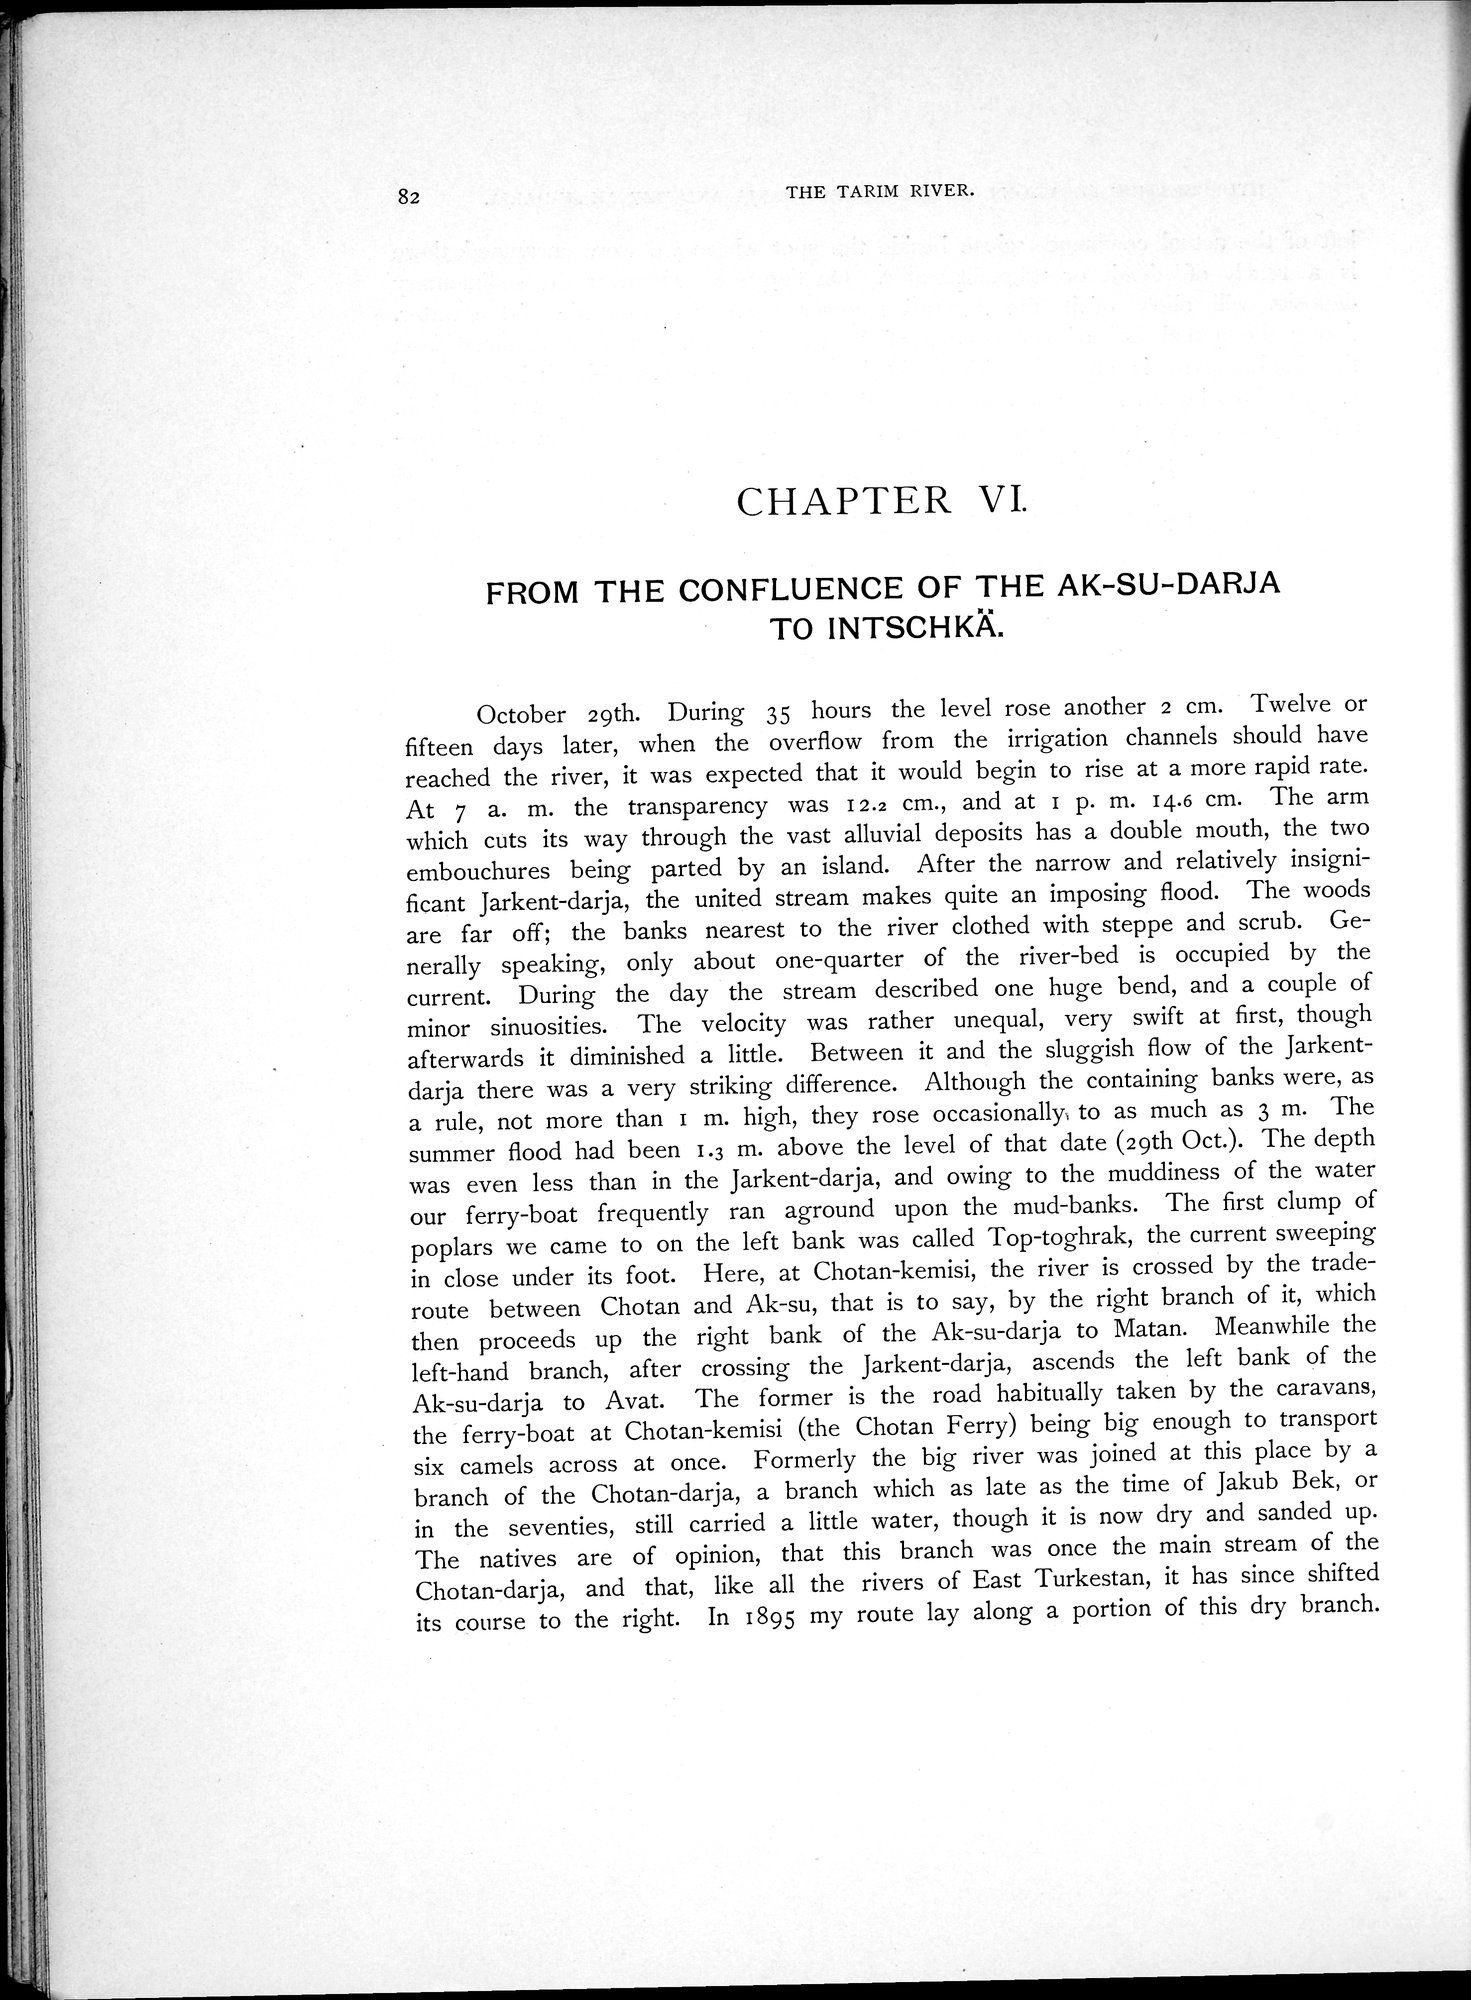 82
THE TARIM RIVER.
CHAPTER VI.
FROM THE CONFLUENCE OF THE AK-SU-DARJA
TO INTSCHKÄ.
October 29th. During 35 hours the level rose another 2 cm. Twelve or
fifteen days later, when the overflow from the irrigation channels should have
reached the river, it was expected that it would begin to rise at a more rapid rate.
At 7 a. m. the transparency was 12.2 cm., and at 1 p. m. 14.6 cm. The arm
which cuts its way through the vast alluvial deposits has a double mouth, the two
embouchures being parted by an island. After the narrow and relatively insigni-
ficant Jarkent-darja, the united stream makes quite an imposing flood. The woods
are far off; the banks nearest to the river clothed with steppe and scrub. Ge-
nerally speaking, only about one-quarter of the river-bed is occupied by the
current. During the day the stream described one huge bend, and a couple of
minor sinuosities. The velocity was rather unequal, very swift at first, though
afterwards it diminished a little. Between it and the sluggish flow of the Jarkent-
darja there was a very striking difference. Although the containing banks were, as
a rule, not more than 1 m. high, they rose occasionally, to as much as 3 m. The
summer flood had been 1.3 m. above the level of that date (29th Oct.). The depth
was even less than in the Jarkent-darja, and owing to the muddiness of the water
our ferry-boat frequently ran aground upon the mud-banks. The first clump of
poplars we came to on the left bank was called Top-toghrak, the current sweeping
in close under its foot. Here, at Chotan-kemisi, the river is crossed by the trade-
route between Chotan and Ak-su, that is to say, by the right branch of it, which
then proceeds up the right bank of the Ak-su-darja to Matan. Meanwhile the
left-hand branch, after crossing the Jarkent-darja, ascends the left bank of the
Ak-su-darja to Avat. The former is the road habitually taken by the caravans,
the ferry-boat at Chotan-kemisi (the Chotan Ferry) being big enough to transport
six camels across at once. Formerly the big river was joined at this place by a
branch of the Chotan-darja, a branch which as late as the time of Jakub Bek, or
in the seventies, still carried a little water, though it is now dry and sanded up.
The natives are of opinion, that this branch was once the main stream of the
Chotan-darja, and that, like all the rivers of East Turkestan, it has since shifted
its course to the right. In 1895 my route lay along a portion of this dry branch.